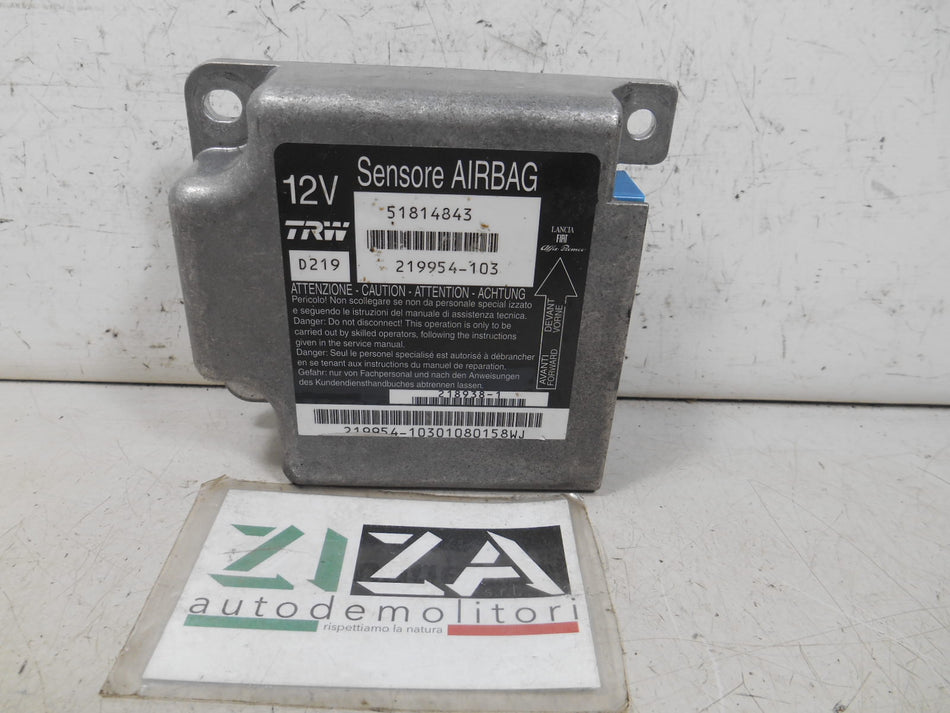 Sensore AIRBAG
12V
TRW
D219
51814843
219954-103
LANCIA
FIAT
Alfa Romeo
ATTENZIONE - CAUTION - ATTENTION - ACHTUNG
Pericolo! Non scollegare se non da personale specializzato
e seguendo le istruzioni del manuale di assistenza tecnica.
Danger: Do not disconnect! This operation is only to be
carried out by skilled operators, following the instructions
given in the service manual.
Danger: Seul le personel specialisé est autorisé à débrancher
en se tenant aux instructions du manuel de reparation.
Gefahr: nur von Fachpersonal und nach den Anweisungen
des Kundendiensthandbuches abtrennen lassen.
AVANTI DEVANT
FORWARD VORNE
218938-1
219954-10301080158WJ
ZIZA
autodemolitori
rispettiamo la natura